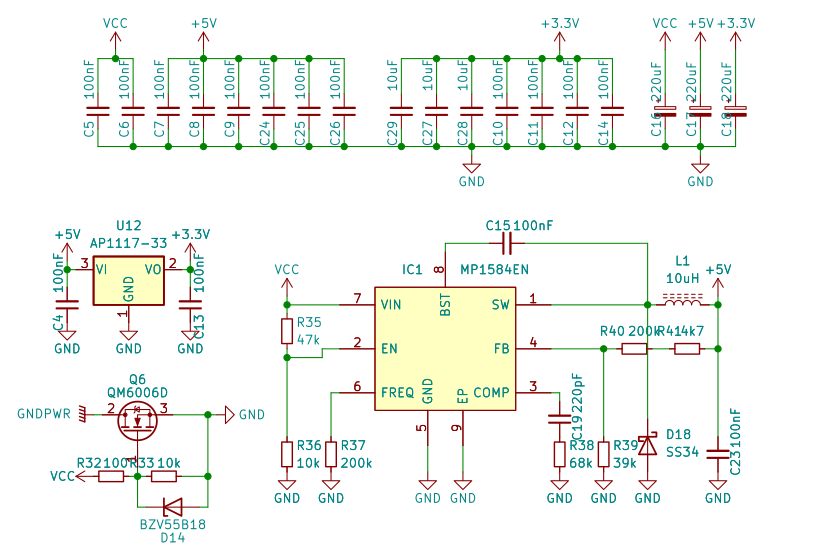 VCC
+5V
+3.3V
VCC
+5V
+3.3V
C5 100nF
C6 100nF
C7 100nF
C8 100nF
C9 100nF
C24 100nF
C25 100nF
C26 100nF
C29 10uF
C27 10uF
C28 10uF
C10 100nF
C11 100nF
C12 100nF
C14 100nF
C16 220uF
C17 220uF
C18 220uF
GND
GND
U12
AP1117-33
+5V
+3.3V
3 VI
VO 2
GND
1
C4 100nF
C13 100nF
GND
GND
GND
Q6
QM6006D
GNDPWR
2
3
GND
1
VCC
R32 100
R33 10k
BZV55B18
D14
C15 100nF
IC1
MP1584EN
8
BST
VCC
7 VIN
2 EN
6 FREQ
SW 1
FB 4
COMP 3
GND
EP
5
9
R35
47k
R36
10k
R37
200k
GND
GND
GND
GND
L1
10uH
+5V
R40 200k
R41 4k7
C19 220pF
R38
68k
R39
39k
D18
SS34
C23 100nF
GND
GND
GND
GND